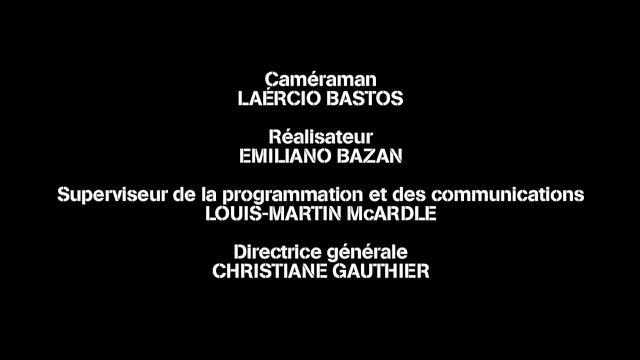 Caméraman
LAÉRCIO BASTOS
Réalisateur
EMILIANO BAZAN
Superviseur de la programmation et des communications
LOUIS-MARTIN McARDLE
Directrice générale
CHRISTIANE GAUTHIER